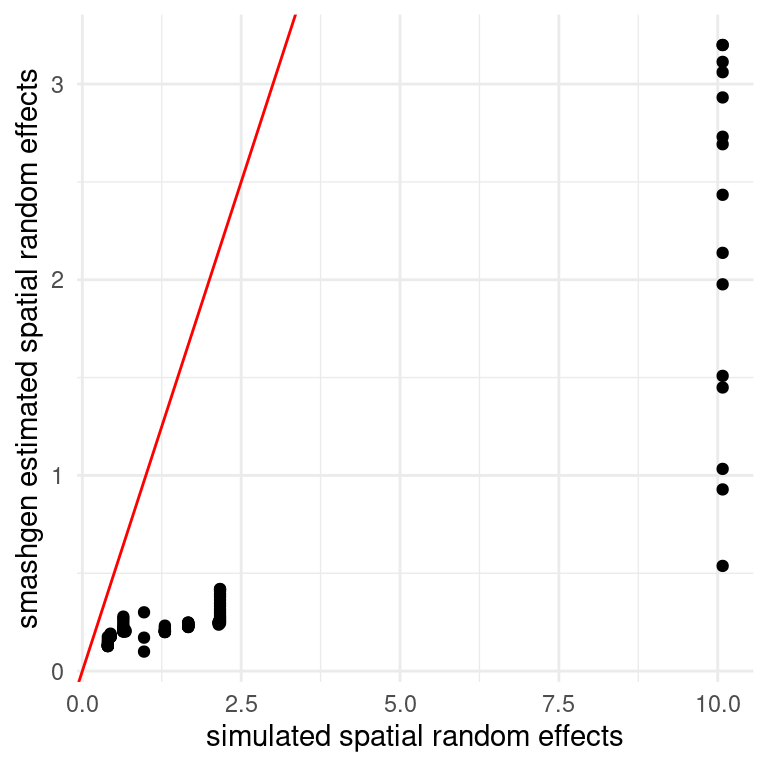 smashgen estimated spatial random effects
3
2
1
0
0.0 2.5 5.0 7.5 10.0
simulated spatial random effects